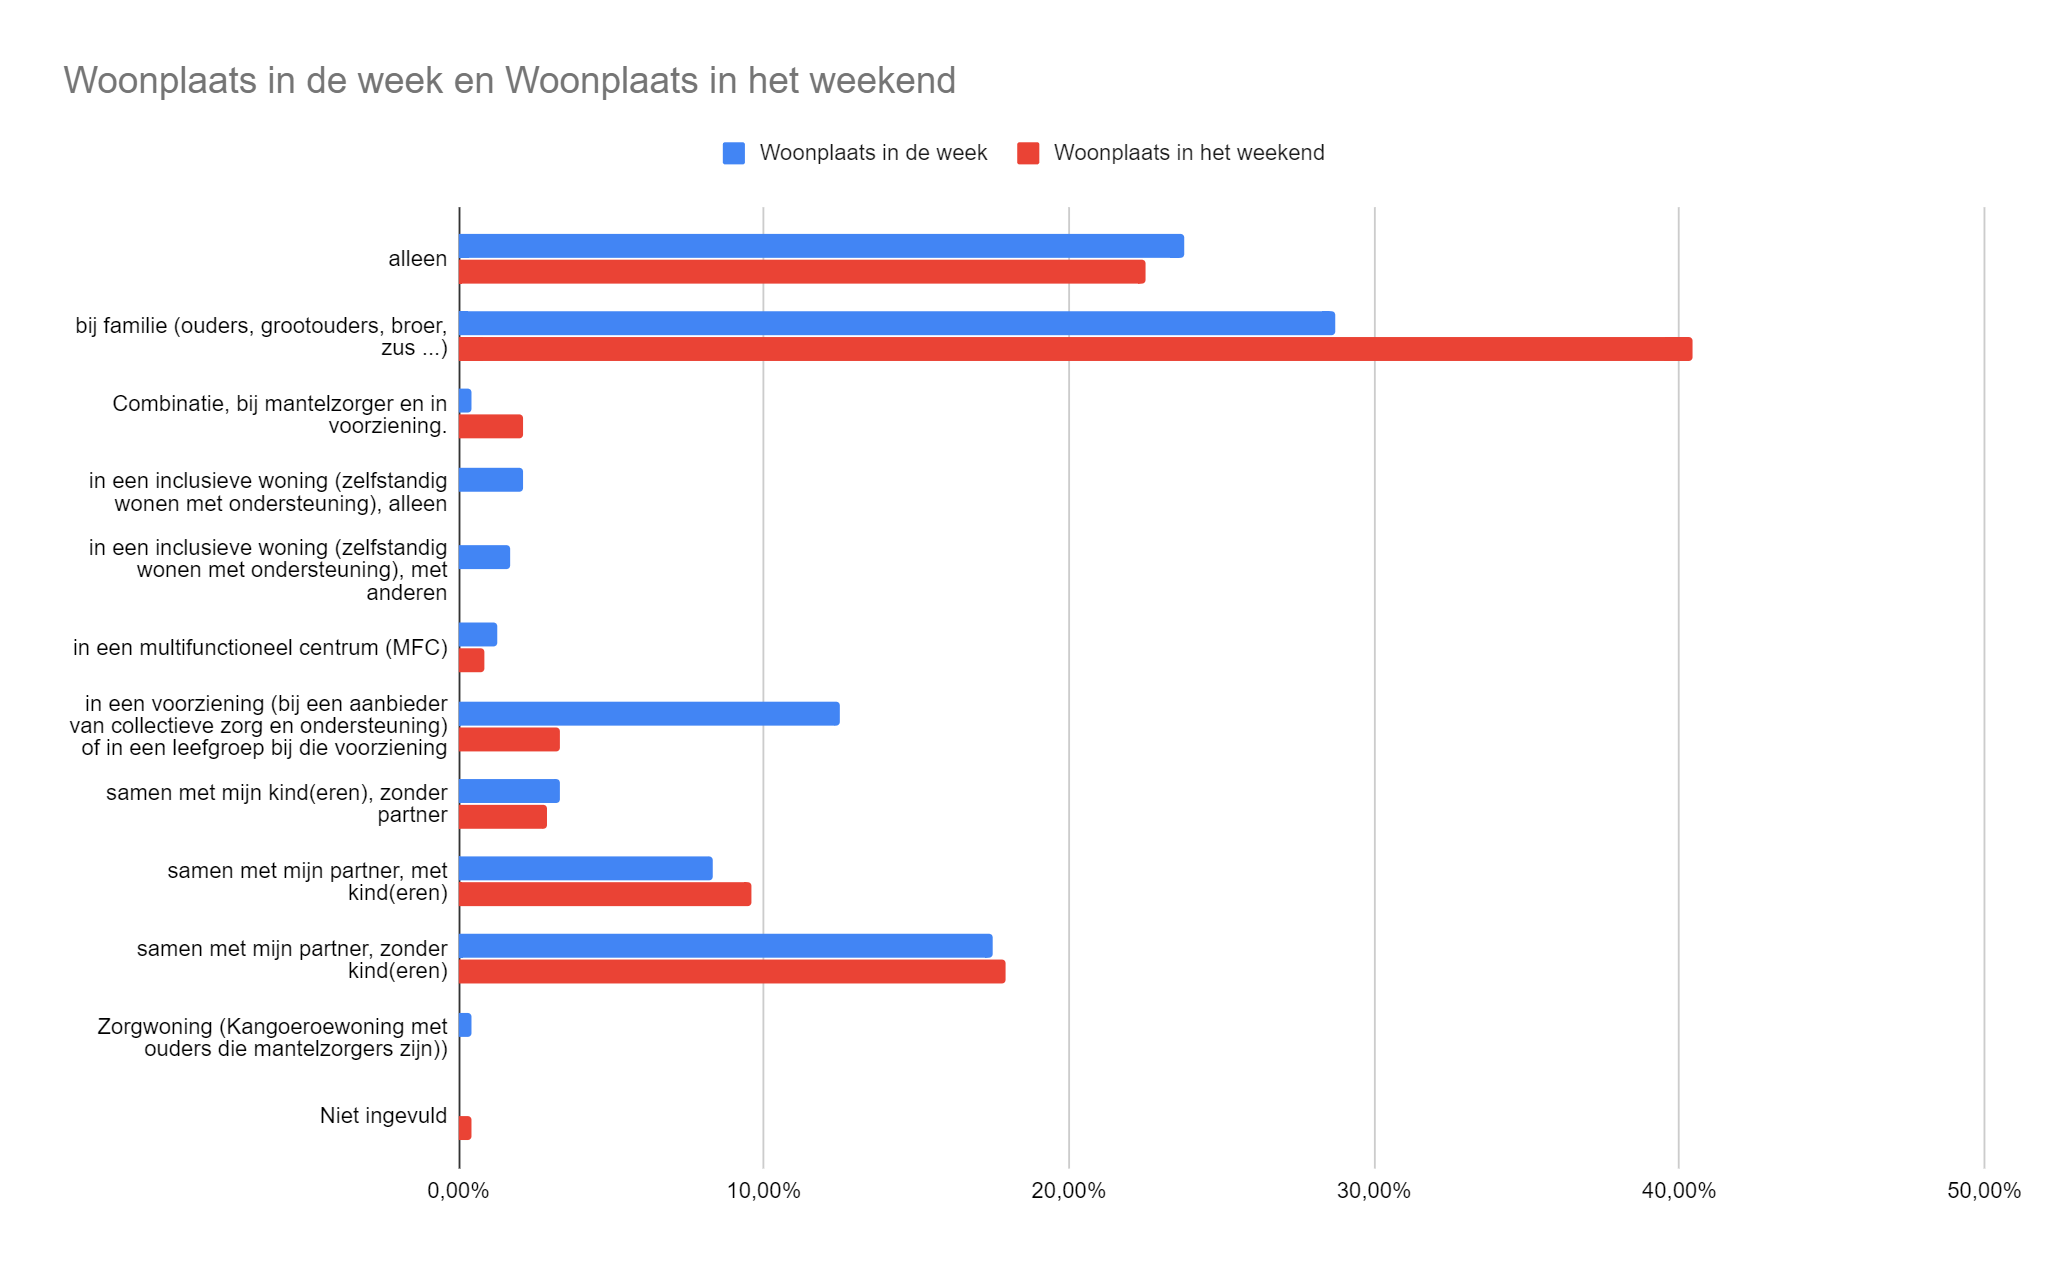 Woonplaats in de week en Woonplaats in het weekend
Woonplaats in de week
Woonplaats in het weekend
alleen
bij familie (ouders, grootouders, broer,
zus ...)
Combinatie, bij mantelzorger en in
voorziening.
in een inclusieve woning (zelfstandig
wonen met ondersteuning), alleen
in een inclusieve woning (zelfstandig
wonen met ondersteuning), met
anderen
in een multifunctioneel centrum (MFC)
in een voorziening (bij een aanbieder
van collectieve zorg en ondersteuning)
of in een leefgroep bij die voorziening
samen met mijn kind(eren), zonder
partner
samen met mijn partner, met
kind(eren)
samen met mijn partner, zonder
kind(eren)
Zorgwoning (Kangoeroewoning met
ouders die mantelzorgers zijn))
Niet ingevuld
0,00%
10,00%
20,00%
30,00%
40,00%
50,00%